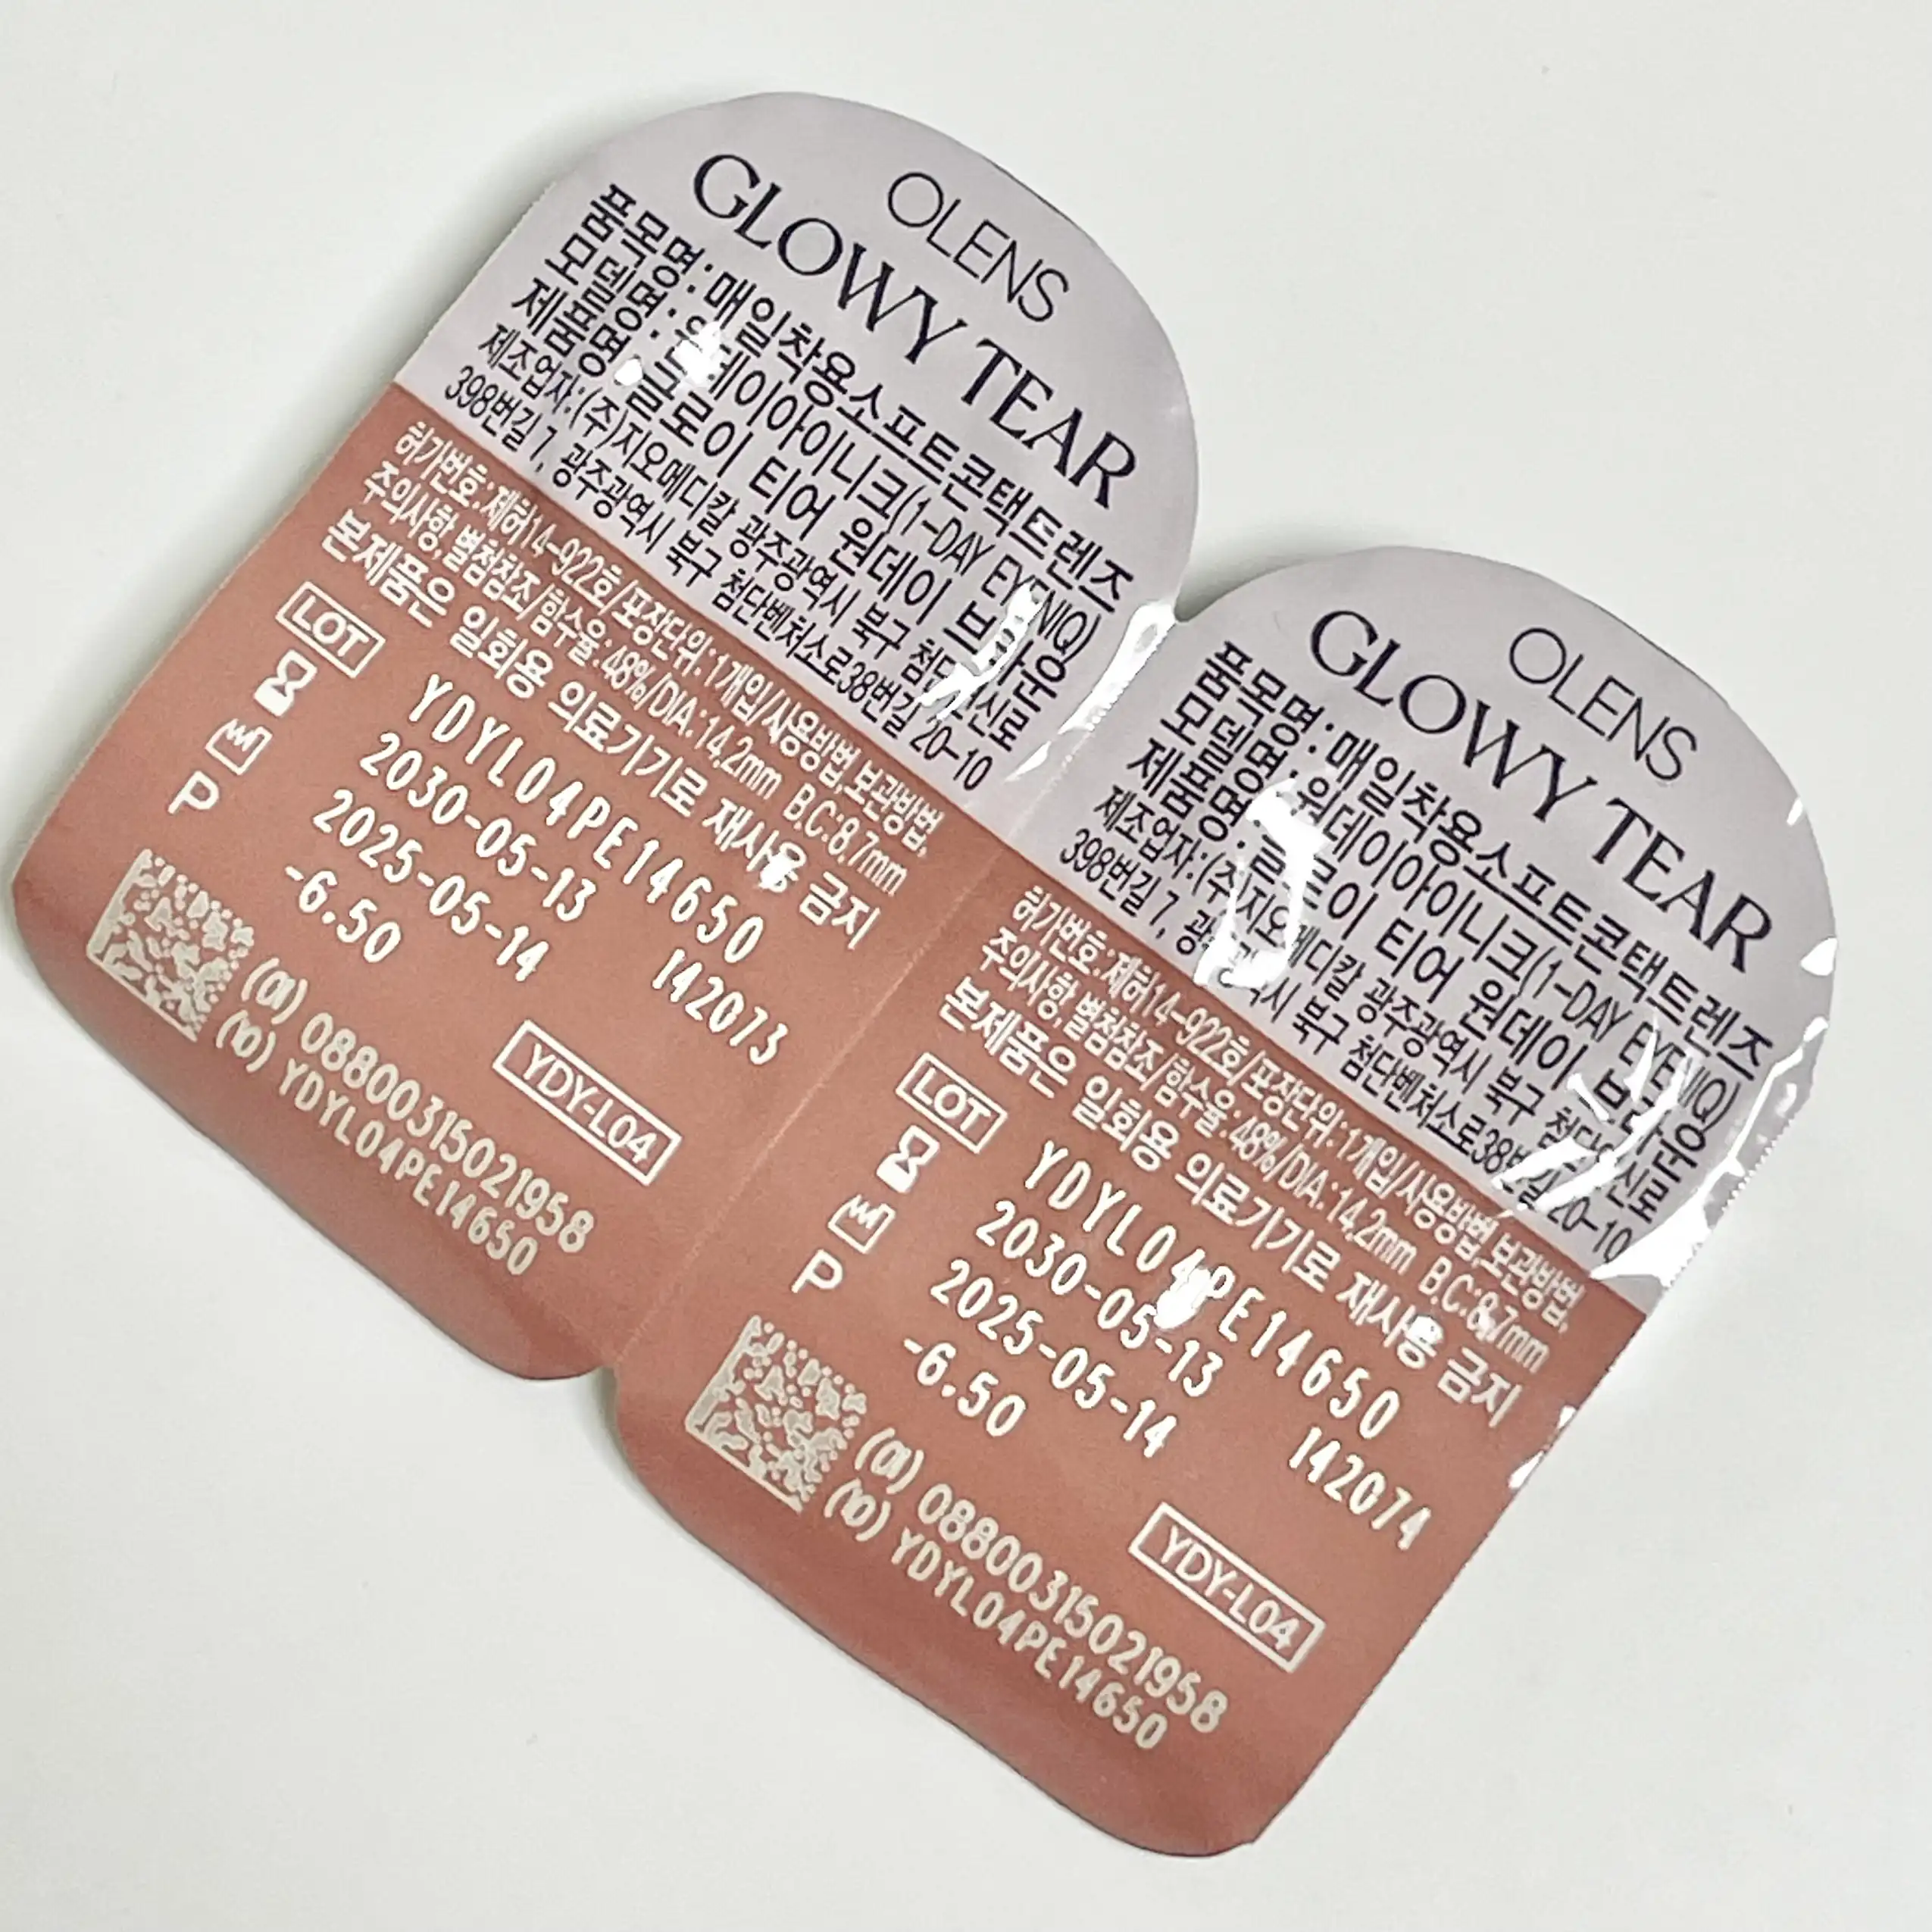 OLENS
GLOWY TEAR
품목명:매일착용소프트콘택트렌즈
모델명:원데이아이니크(1-DAY EYENIQ)
제품명:글로이 티어 원데이 브라운
제조업자:(주)지오메디칼 광주광역시 북구 첨단연신로
398번길 7, 광주광역시 북구 첨단벤처소로38번길 20-10
허가번호:제허14-922호/포장단위:1개입/사용방법,보관방법,
주의사항,별첨참조/함수율:48%/DIA:14.2mm B.C:8.7mm
본제품은 일회용 의료기기로 재사용 금지
LOT YDYL04PE14650
2030-05-13 142073
2025-05-14
P -6.50
YDY-L04
(01) 08800315021958
(10) YDYL04PE14650
OLENS
GLOWY TEAR
품목명:매일착용소프트콘택트렌즈
모델명:원데이아이니크(1-DAY EYENIQ)
제품명:글로이 티어 원데이 브라운
제조업자:(주)지오메디칼 광주광역시 북구 첨단연신로
398번길 7, 광주광역시 북구 첨단벤처소로38번길 20-10
허가번호:제허14-922호/포장단위:1개입/사용방법,보관방법,
주의사항,별첨참조/함수율:48%/DIA:14.2mm B.C:8.7mm
본제품은 일회용 의료기기로 재사용 금지
LOT YDYL04PE14650
2030-05-13 142074
2025-05-14
P -6.50
YDY-L04
(01) 08800315021958
(10) YDYL04PE14650